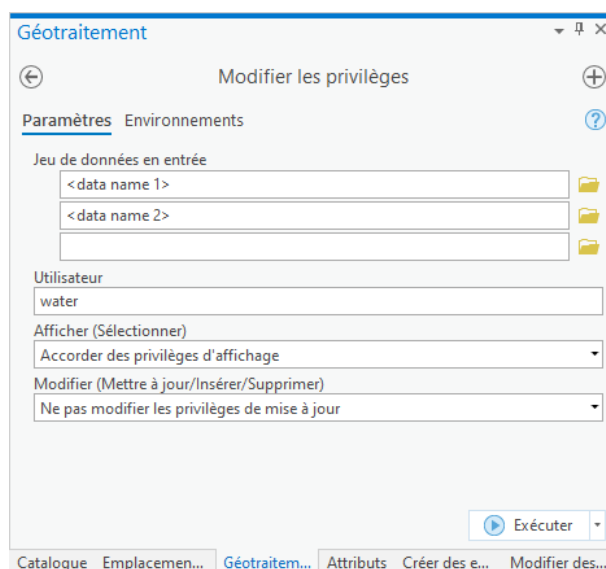 Géotraitement
Modifier les privilèges
Paramètres Environnements
Jeu de données en entrée
<data name 1>
<data name 2>
Utilisateur
water
Afficher (Sélectionner)
Accorder des privilèges d'affichage
Modifier (Mettre à jour/Insérer/Supprimer)
Ne pas modifier les privilèges de mise à jour
Exécuter
Catalogue Emplacemen... Géotraitem... Attributs Créer des e... Modifier des...